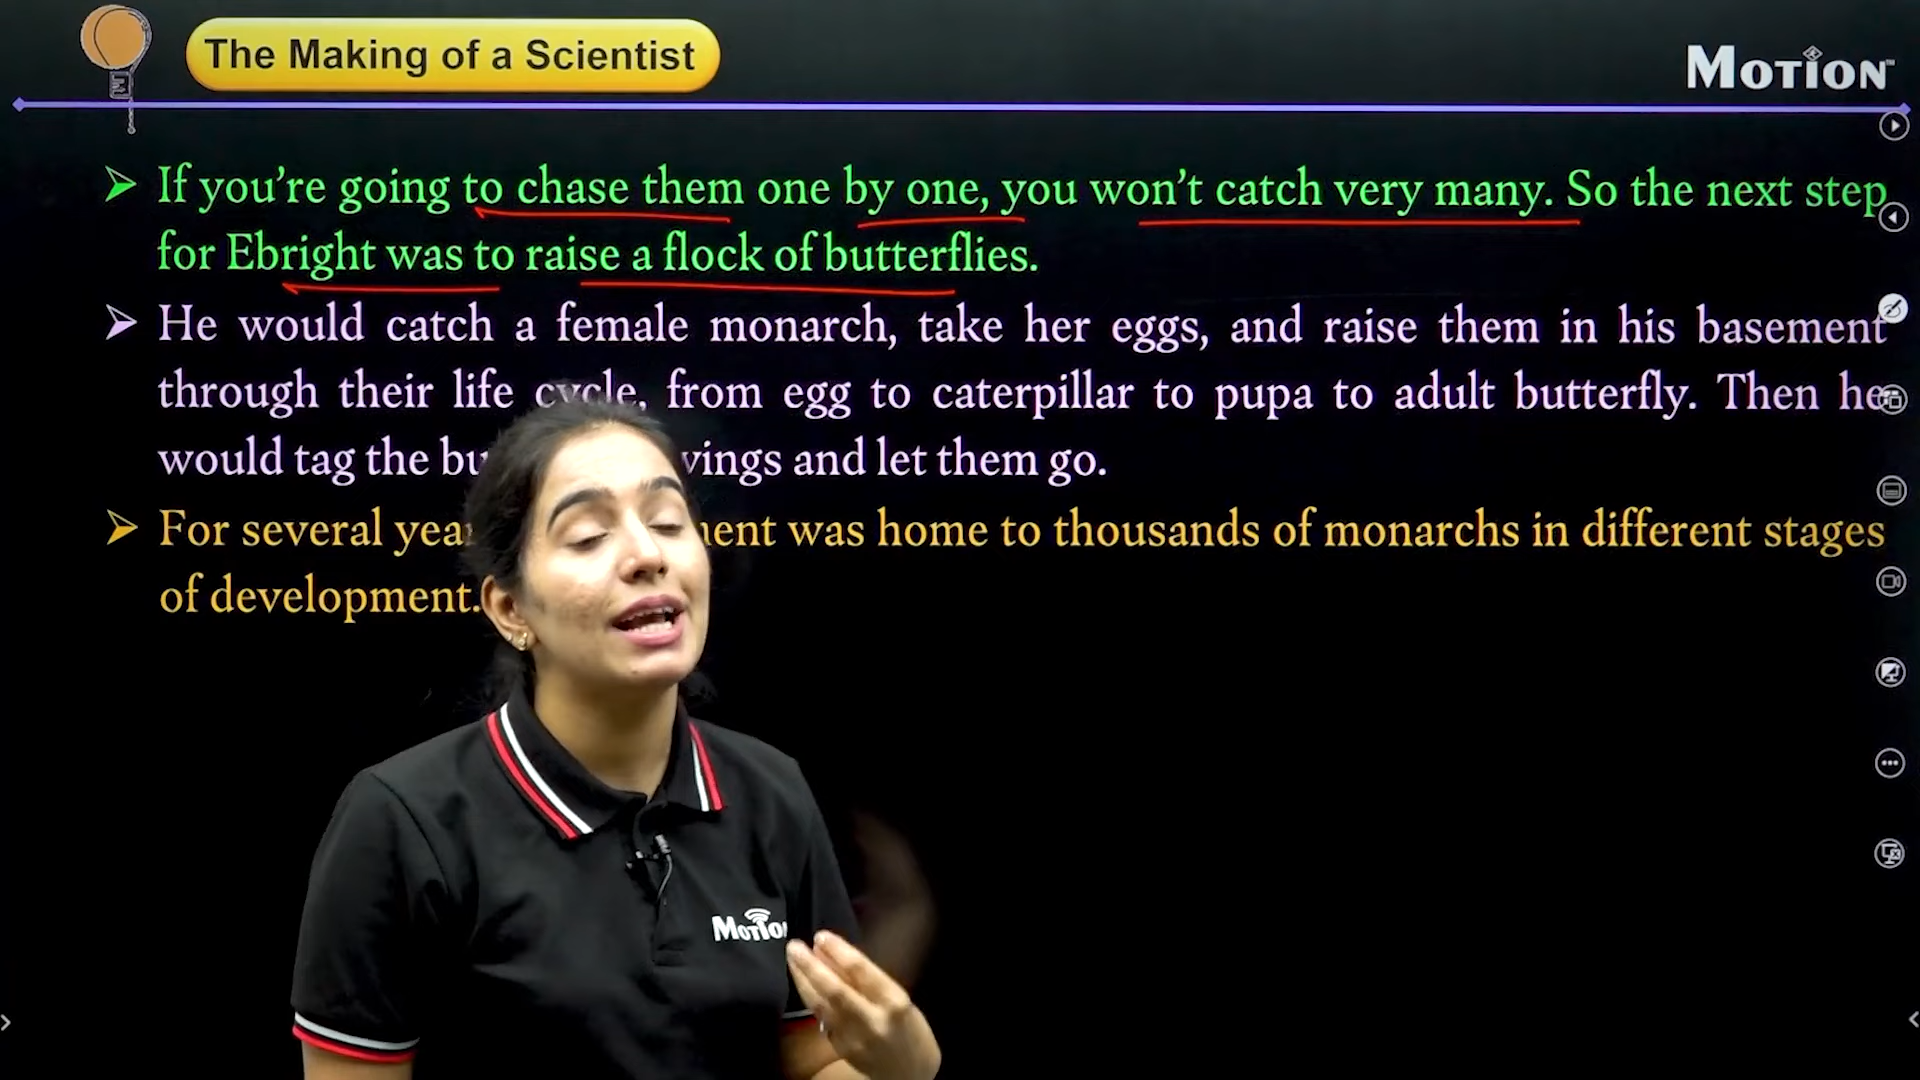 The Making of a Scientist
MOTION™
➤ If you're going to chase them one by one, you won't catch very many. So the next step
for Ebright was to raise a flock of butterflies.
➤ He would catch a female monarch, take her eggs, and raise them in his basement
through their life cycle, from egg to caterpillar to pupa to adult butterfly. Then he
would tag the wings and let them go.
➤ For several was home to thousands of monarchs in different stages
of development.
MOTION